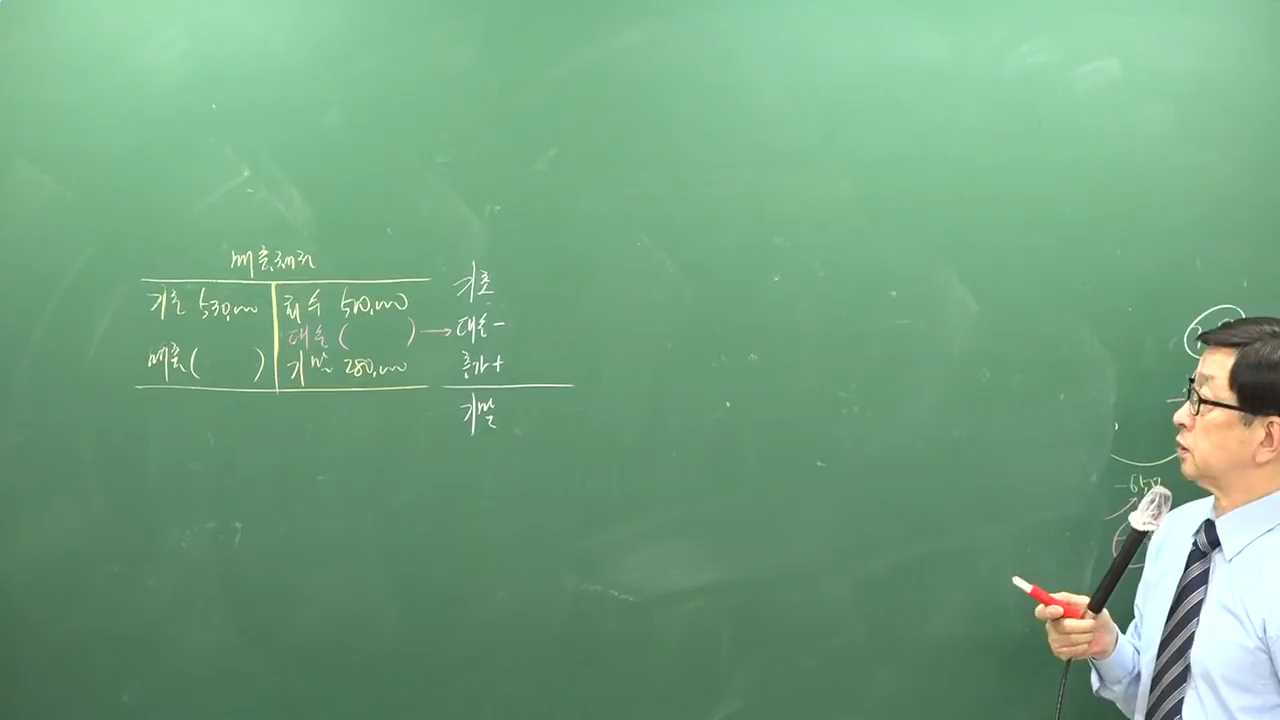 매출채권
기초 530,000 회수 510,000
대손( )
매출( ) 기말 280,000
기초
대손 -
증가 +
기말
-650